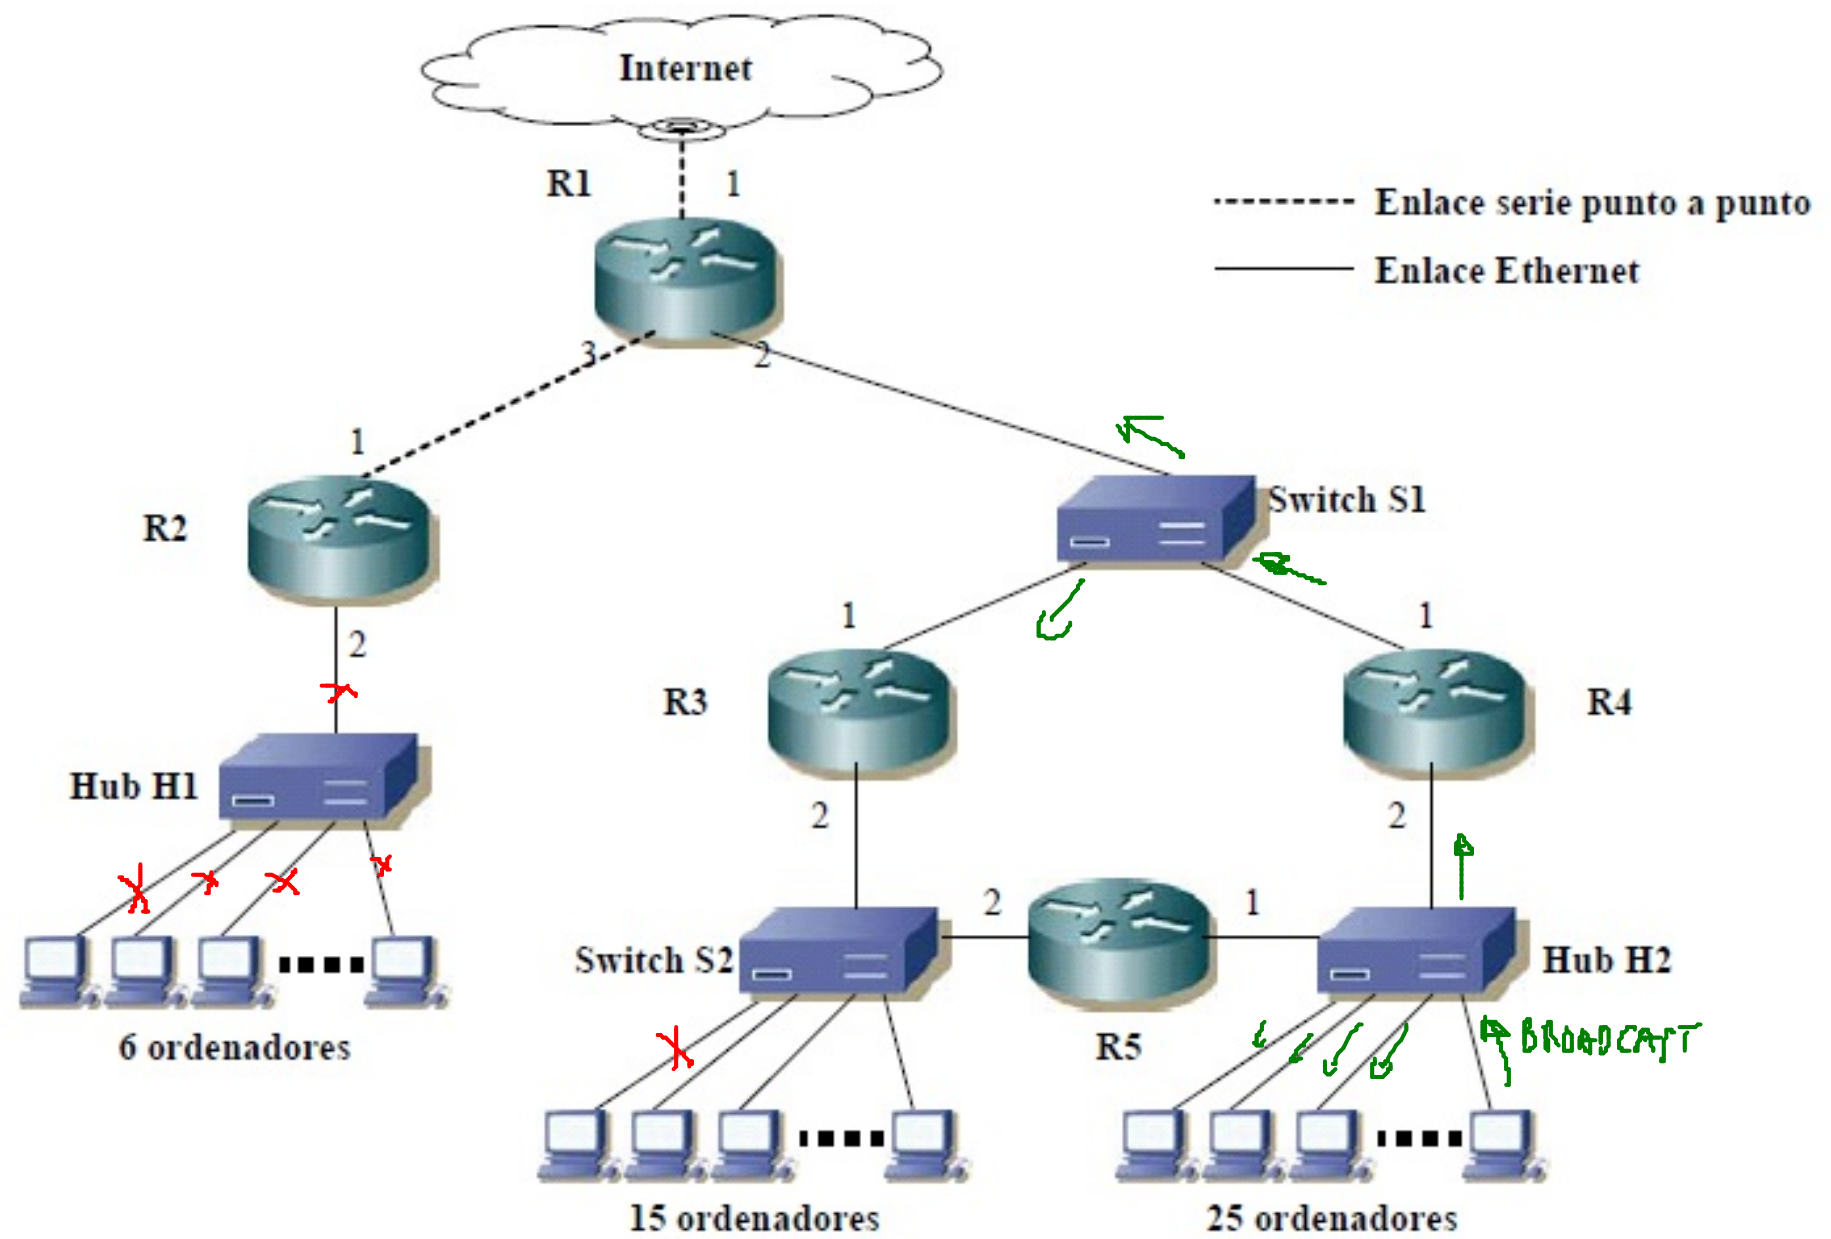 Internet
R1
1
Enlace serie punto a punto
Enlace Ethernet
3
2
1
R2
Switch S1
2
1
1
R3
R4
Hub H1
2
2
2
1
Switch S2
Hub H2
R5
BROADCAST
6 ordenadores
15 ordenadores
25 ordenadores